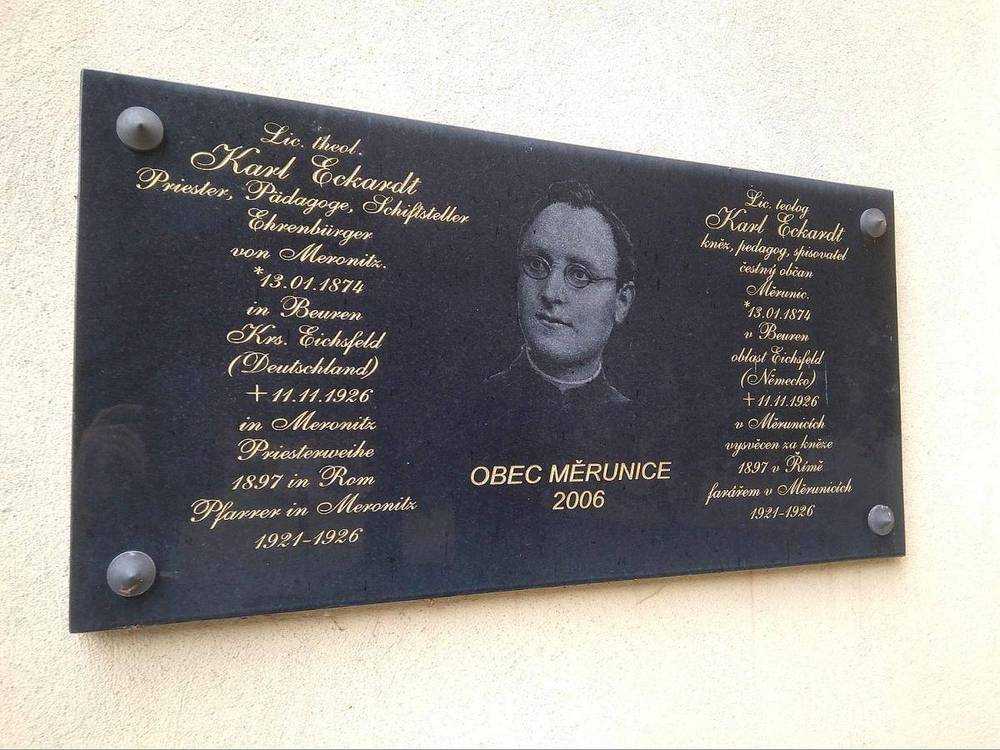 Lic. theol.
Karl Eckardt
Priester, Pädagoge, Schiftsteller
Ehrenbürger
von Meronitz.
*13.01.1874
in Beuren
Krs. Eichsfeld
(Deutschland)
+ 11.11.1926
in Meronitz
Priesterweihe
1897 in Rom
Pfarrer in Meronitz
1921-1926
OBEC MĚRUNICE
2006
Lic. teolog
Karl Eckardt
kněz, pedagog, spisovatel
čestný občan
Měrunic.
*13.01.1874
v Beuren
oblast Eichsfeld
(Německo)
+ 11.11.1926
v Měrunicích
vysvěcen za kněze
1897 v Římě
farářem v Měrunicích
1921-1926